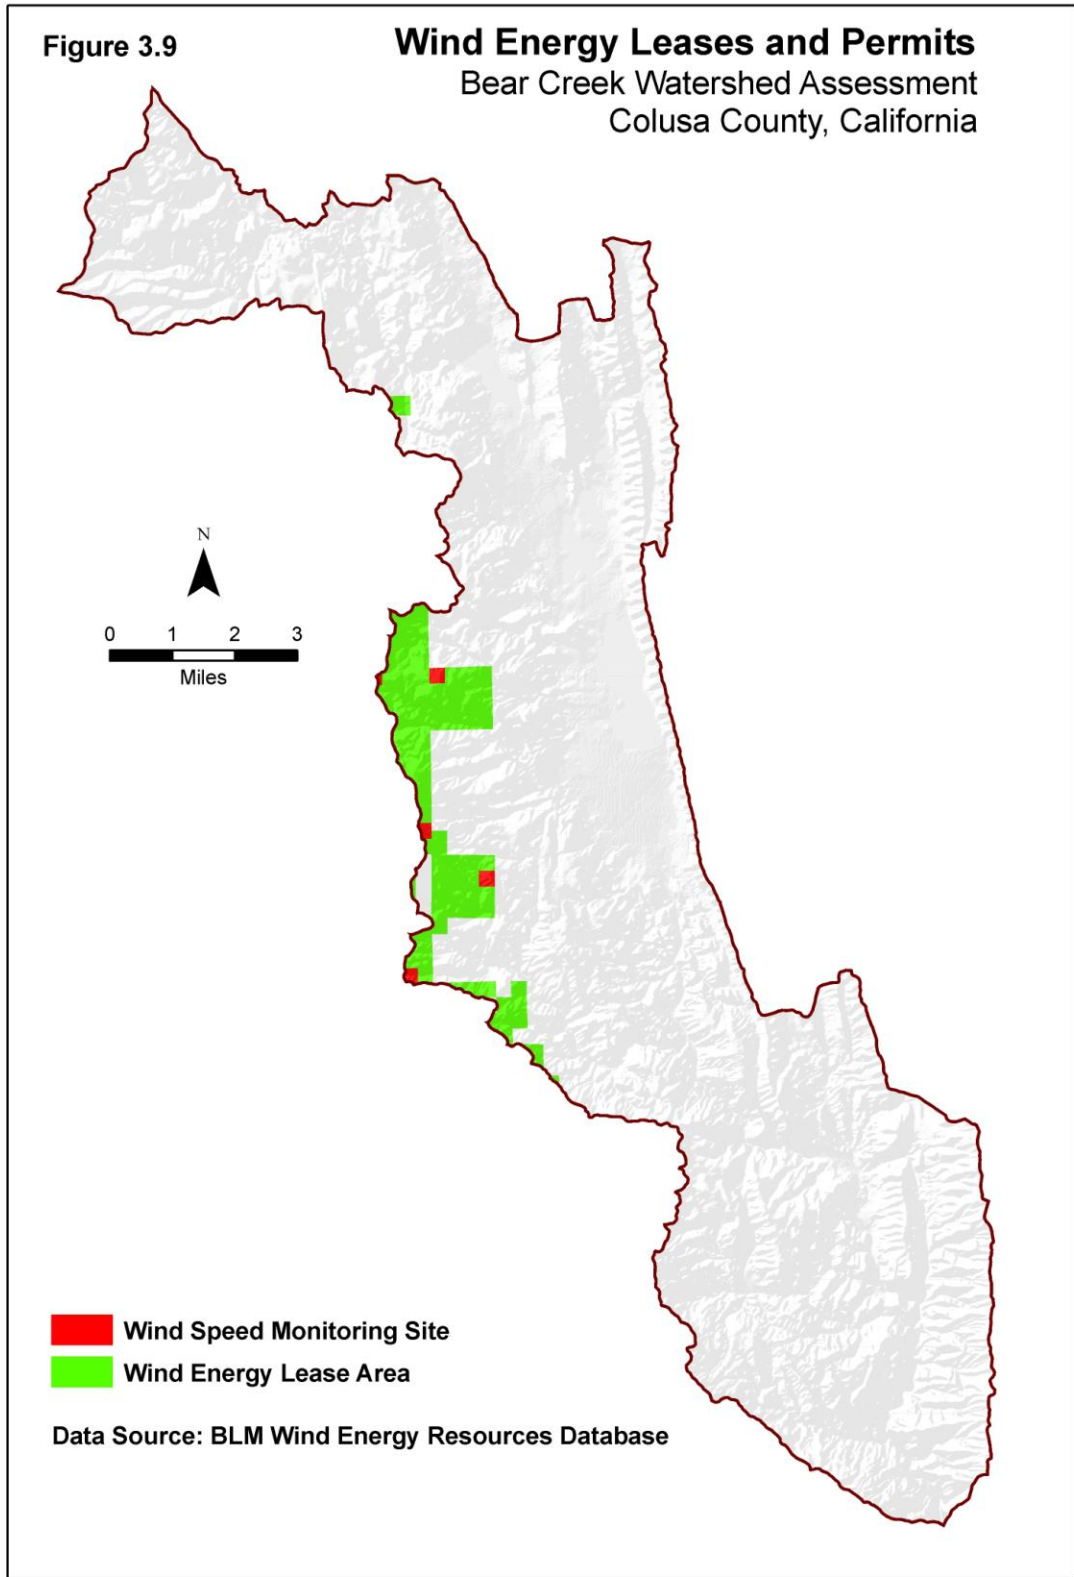 Figure 3.9
Wind Energy Leases and Permits
Bear Creek Watershed Assessment
Colusa County, California
N
0 1 2 3
Miles
Wind Speed Monitoring Site
Wind Energy Lease Area
Data Source: BLM Wind Energy Resources Database